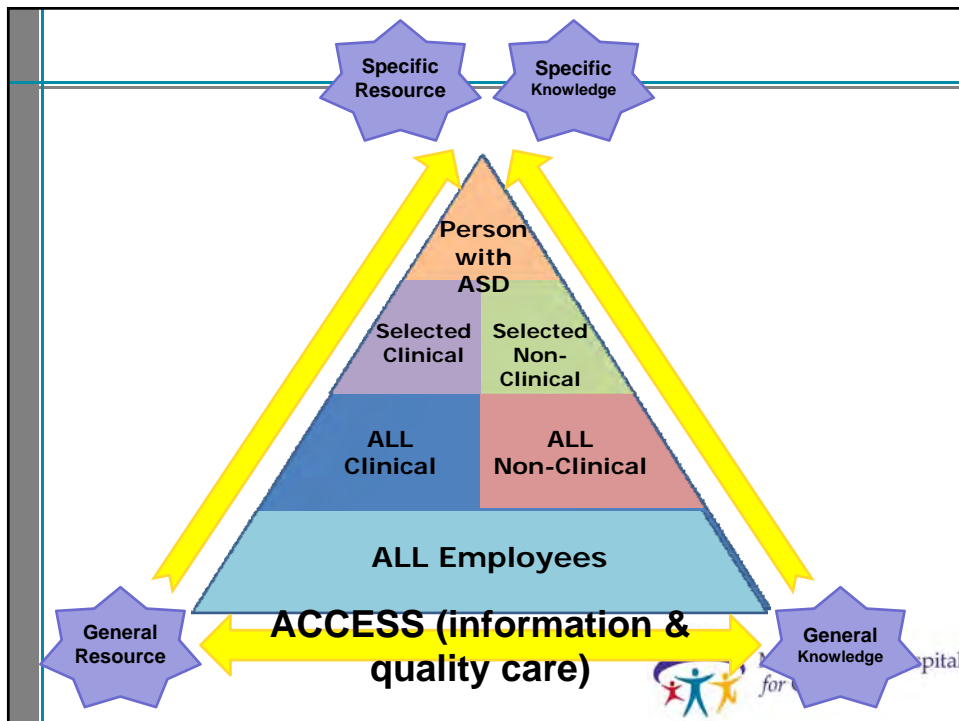 Specific
Resource
Specific
Knowledge
Person
with
ASD
Selected
Clinical
Selected
Non-
Clinical
ALL
Clinical
ALL
Non-Clinical
ALL Employees
General
Resource
ACCESS (information &
quality care)
General
Knowledge
for